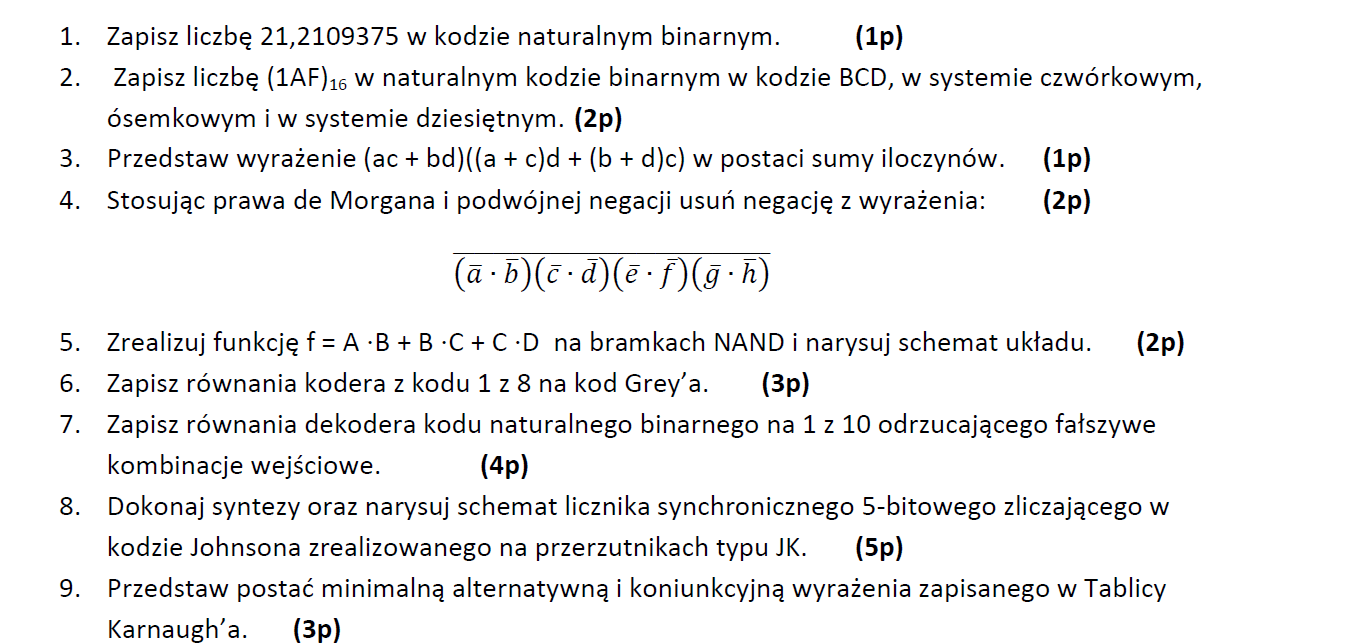 1. Zapisz liczbę 21,2109375 w kodzie naturalnym binarnym. (1p)
2. Zapisz liczbę (1AF)₁₆ w naturalnym kodzie binarnym w kodzie BCD, w systemie czwórkowym,
ósemkowym i w systemie dziesiętnym. (2p)
3. Przedstaw wyrażenie (ac + bd)((a + c)d + (b + d)c) w postaci sumy iloczynów. (1p)
4. Stosując prawa de Morgana i podwójnej negacji usuń negację z wyrażenia: (2p)
$\overline{(\bar{a} \cdot \bar{b})(\bar{c} \cdot \bar{d})(\bar{e} \cdot \bar{f})(\bar{g} \cdot \bar{h})}$
5. Zrealizuj funkcję f = A ·B + B ·C + C ·D na bramkach NAND i narysuj schemat układu. (2p)
6. Zapisz równania kodera z kodu 1 z 8 na kod Grey’a. (3p)
7. Zapisz równania dekodera kodu naturalnego binarnego na 1 z 10 odrzucającego fałszywe
kombinacje wejściowe. (4p)
8. Dokonaj syntezy oraz narysuj schemat licznika synchronicznego 5-bitowego zliczającego w
kodzie Johnsona zrealizowanego na przerzutnikach typu JK. (5p)
9. Przedstaw postać minimalną alternatywną i koniunkcyjną wyrażenia zapisanego w Tablicy
Karnaugh’a. (3p)